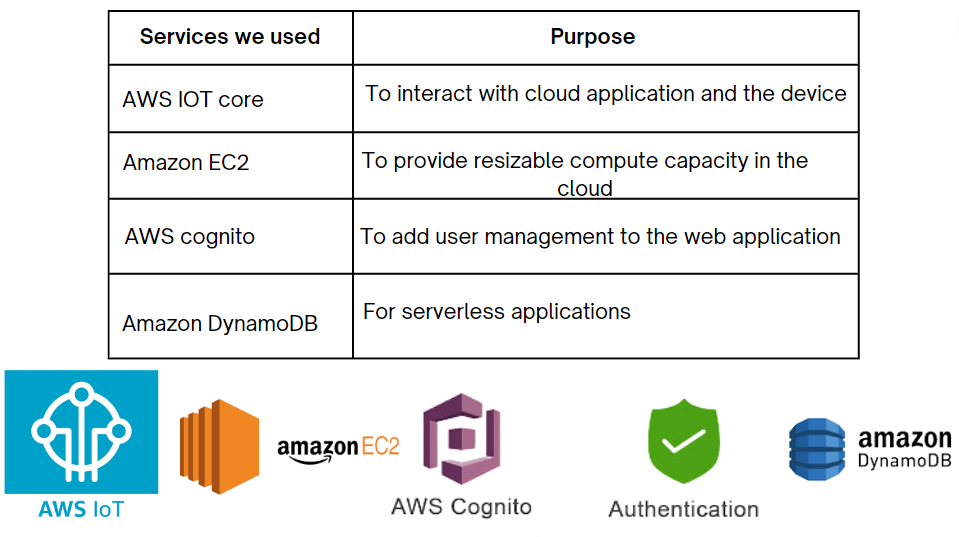 Services we used
Purpose
AWS IOT core
To interact with cloud application and the device
Amazon EC2
To provide resizable compute capacity in the
cloud
AWS cognito
To add user management to the web application
Amazon DynamoDB
For serverless applications
AWS IoT
amazon EC2
AWS Cognito
Authentication
amazon
DynamoDB